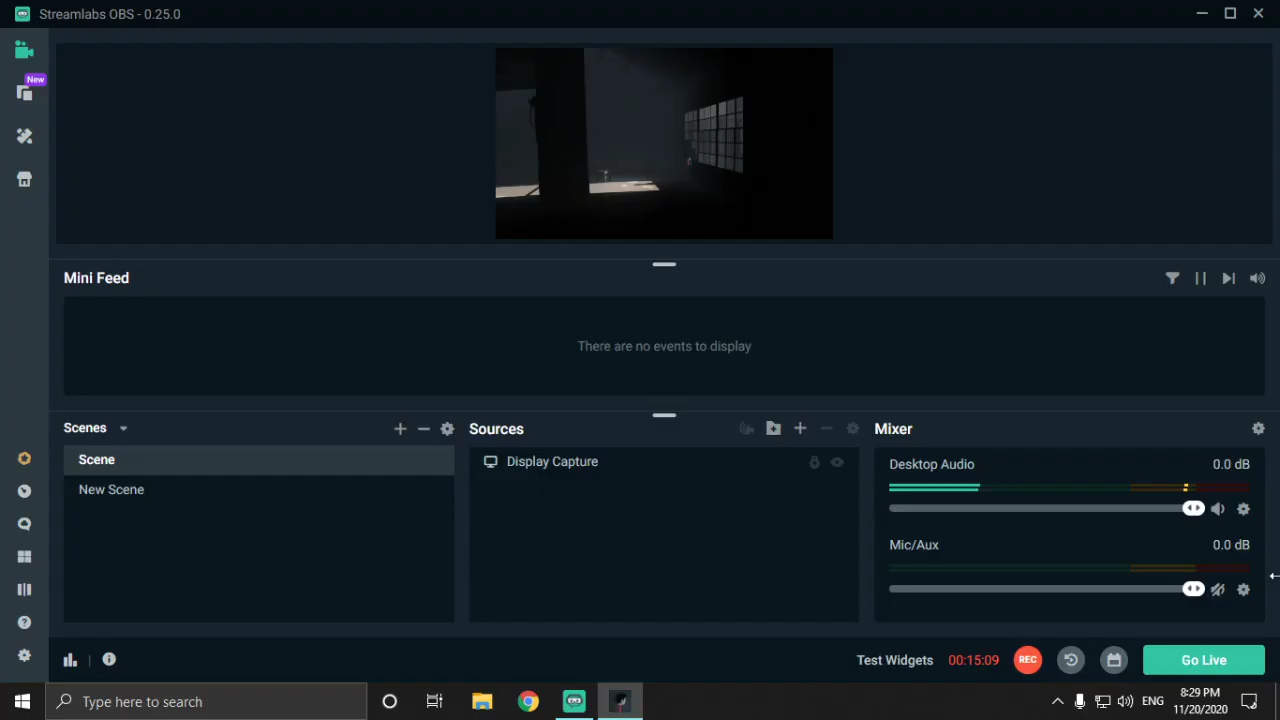 Streamlabs OBS - 0.25.0
New
Mini Feed
There are no events to display
Scenes
Scene
New Scene
Sources
Display Capture
Mixer
Desktop Audio 0.0 dB
Mic/Aux 0.0 dB
Test Widgets 00:15:09 REC Go Live
Type here to search
ENG
8:29 PM
11/20/2020